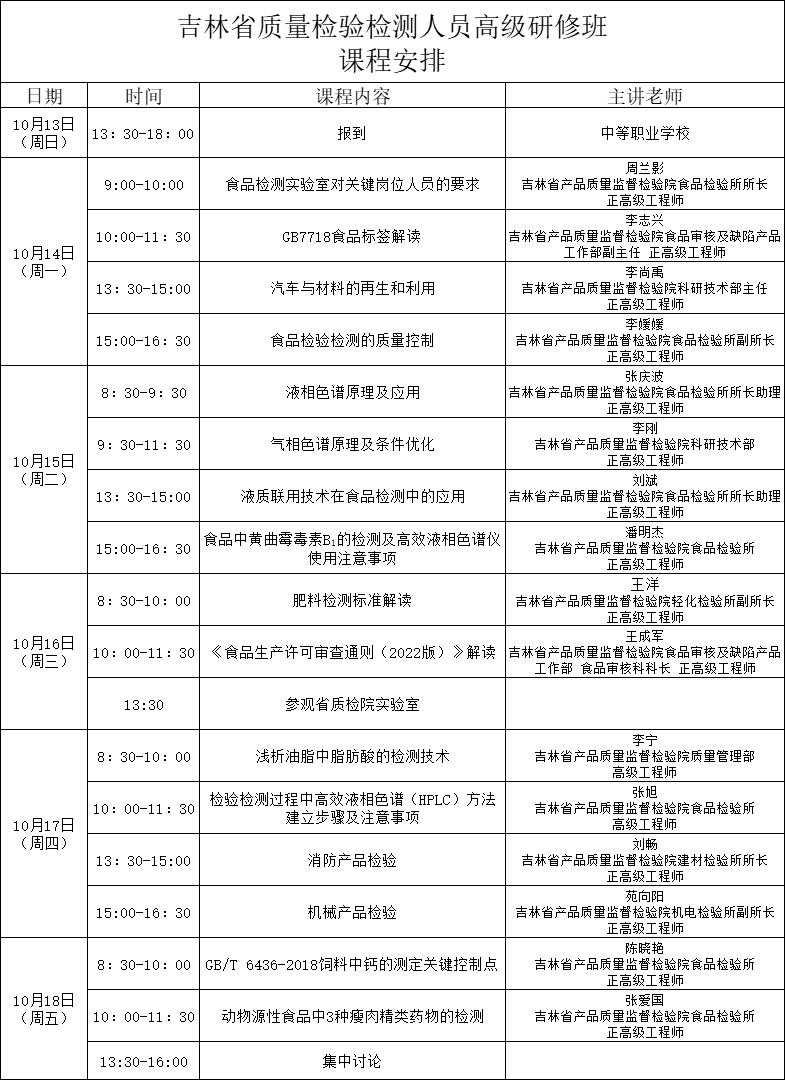 吉林省质量检验检测人员高级研修班
课程安排
日期 时间 课程内容 主讲老师
10月13日
（周日）
13：30-18：00
报到
中等职业学校
10月14日
（周一）
9:00-10:00
食品检测实验室对关键岗位人员的要求
周兰影
吉林省产品质量监督检验院食品检验所所长
正高级工程师
10:00-11：30
GB7718食品标签解读
李志兴
吉林省产品质量监督检验院食品审核及缺陷产品
工作部副主任 正高级工程师
13：30-15:00
汽车与材料的再生和利用
李尚禹
吉林省产品质量监督检验院科研技术部主任
正高级工程师
15:00-16：30
食品检验检测的质量控制
李媛媛
吉林省产品质量监督检验院食品检验所副所长
正高级工程师
10月15日
（周二）
8：30-9：30
液相色谱原理及应用
张庆波
吉林省产品质量监督检验院食品检验所所长助理
正高级工程师
9：30-11：30
气相色谱原理及条件优化
李刚
吉林省产品质量监督检验院科研技术部
正高级工程师
13：30-15:00
液质联用技术在食品检测中的应用
刘斌
吉林省产品质量监督检验院食品检验所所长助理
正高级工程师
15:00-16：30
食品中黄曲霉毒素B₁的检测及高效液相色谱仪
使用注意事项
潘明杰
吉林省产品质量监督检验院食品检验所
正高级工程师
10月16日
（周三）
8：30-10：00
肥料检测标准解读
王洋
吉林省产品质量监督检验院轻化检验所副所长
正高级工程师
10：00-11：30
《食品生产许可审查通则（2022版）》解读
王成军
吉林省产品质量监督检验院食品审核及缺陷产品
工作部 食品审核科科长 正高级工程师
13:30
参观省质检院实验室
10月17日
（周四）
8：30-10：00
浅析油脂中脂肪酸的检测技术
李宁
吉林省产品质量监督检验院质量管理部
高级工程师
10：00-11：30
检验检测过程中高效液相色谱（HPLC）方法
建立步骤及注意事项
张旭
吉林省产品质量监督检验院食品检验所
高级工程师
13：30-15:00
消防产品检验
刘畅
吉林省产品质量监督检验院建材检验所所长
正高级工程师
15:00-16：30
机械产品检验
苑向阳
吉林省产品质量监督检验院机电检验所副所长
正高级工程师
10月18日
（周五）
8：30-10：00
GB/T 6436-2018饲料中钙的测定关键控制点
陈晓艳
吉林省产品质量监督检验院食品检验所
正高级工程师
10：00-11：30
动物源性食品中3种瘦肉精类药物的检测
张爱国
吉林省产品质量监督检验院食品检验所
正高级工程师
13:30-16:00
集中讨论